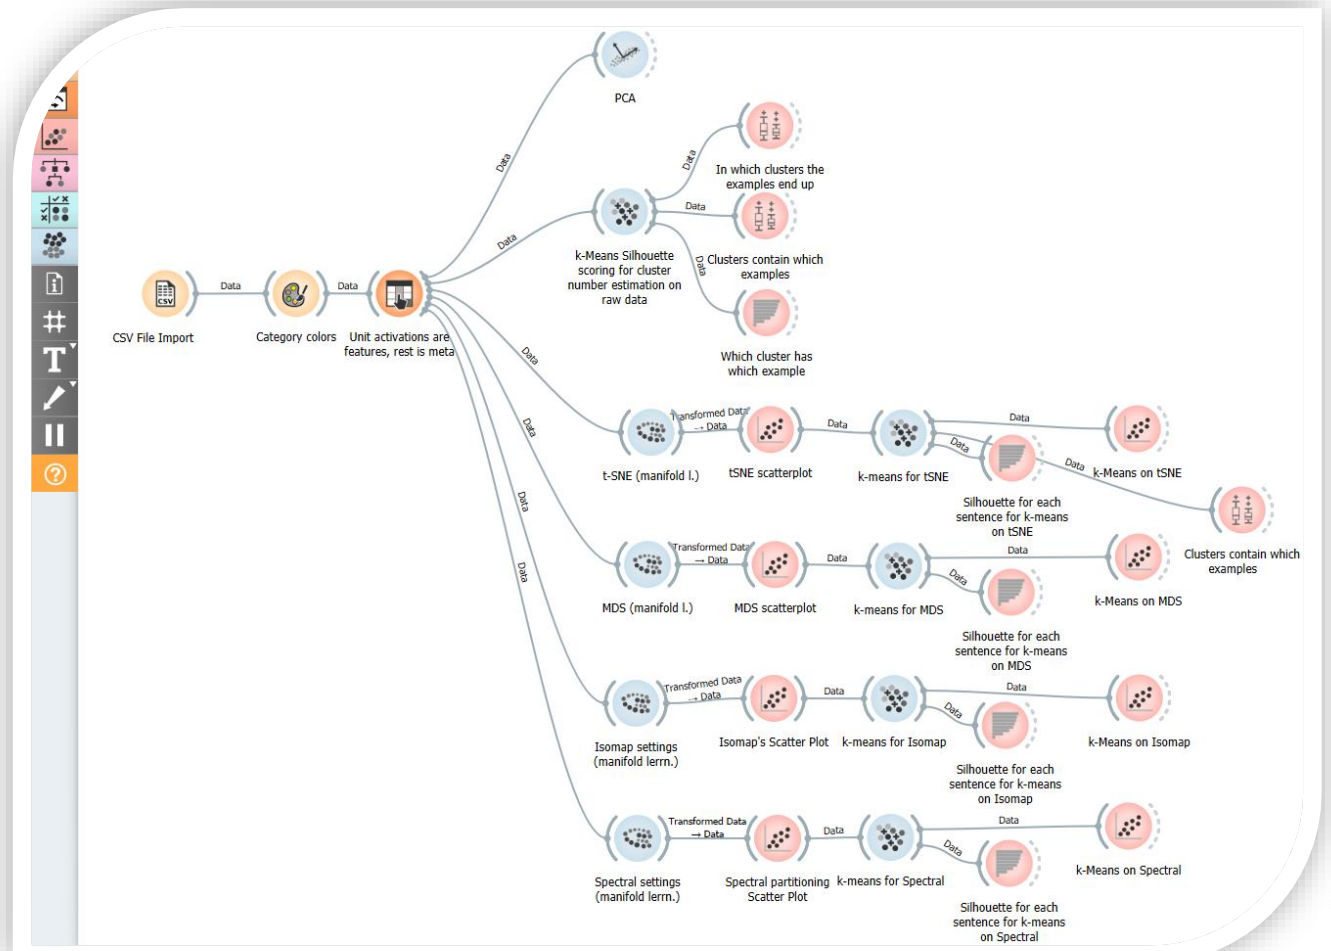 PCA
Data
In which clusters the
examples end up
Data
Data
k-Means Silhouette
scoring for cluster
number estimation on
raw data
Data
Data
Clusters contain which
examples
CSV
Data
Data
CSV File Import
Category colors
Unit activations are
features, rest is meta
Which cluster has
which example
Data
Transformed Data
→ Data
Data
Data
Data
Data
t-SNE (manifold l.)
tSNE scatterplot
k-means for tSNE
k-Means on tSNE
Silhouette for each
sentence for k-means
on tSNE
Clusters contain which
examples
Data
Transformed Data
→ Data
Data
Data
Data
MDS (manifold l.)
MDS scatterplot
k-means for MDS
k-Means on MDS
Silhouette for each
sentence for k-means
on MDS
Data
Transformed Data
→ Data
Data
Data
Data
Isomap settings
(manifold lerrn.)
Isomap's Scatter Plot
k-means for Isomap
k-Means on Isomap
Silhouette for each
sentence for k-means
on Isomap
Data
Transformed Data
→ Data
Data
Data
Data
Spectral settings
(manifold lerrn.)
Spectral partitioning
Scatter Plot
k-means for Spectral
k-Means on Spectral
Silhouette for each
sentence for k-means
on Spectral
T
?